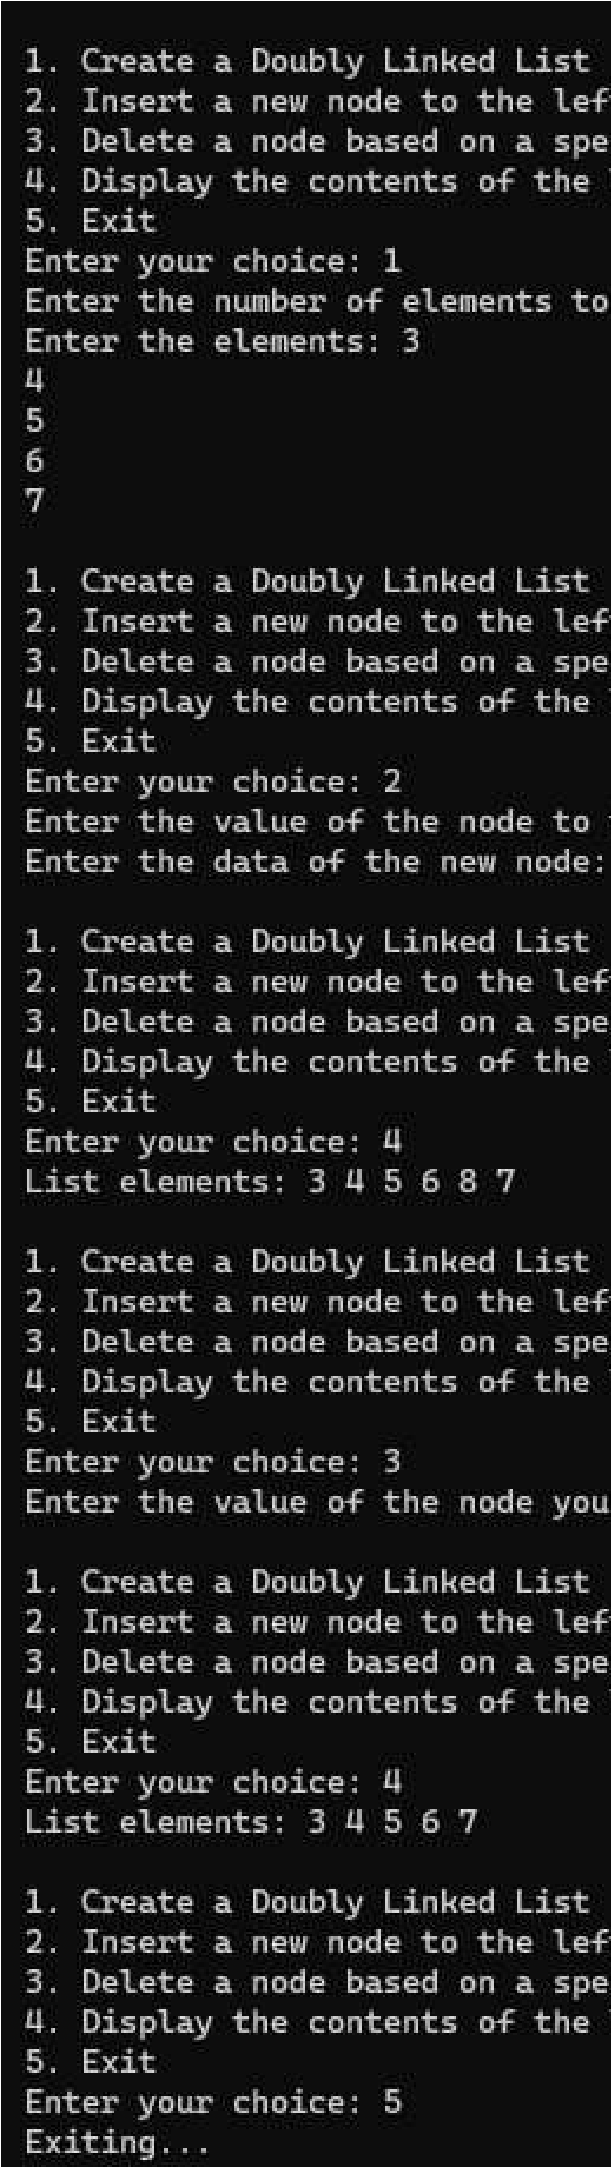 1. Create a Doubly Linked List
2. Insert a new node to the lef
3. Delete a node based on a spe
4. Display the contents of the
5. Exit
Enter your choice: 1
Enter the number of elements to
Enter the elements: 3
4
5
6
7
1. Create a Doubly Linked List
2. Insert a new node to the lef
3. Delete a node based on a spe
4. Display the contents of the
5. Exit
Enter your choice: 2
Enter the value of the node to
Enter the data of the new node:
1. Create a Doubly Linked List
2. Insert a new node to the lef
3. Delete a node based on a spe
4. Display the contents of the
5. Exit
Enter your choice: 4
List elements: 3 4 5 6 8 7
1. Create a Doubly Linked List
2. Insert a new node to the lef
3. Delete a node based on a spe
4. Display the contents of the
5. Exit
Enter your choice: 3
Enter the value of the node you
1. Create a Doubly Linked List
2. Insert a new node to the lef
3. Delete a node based on a spe
4. Display the contents of the
5. Exit
Enter your choice: 4
List elements: 3 4 5 6 7
1. Create a Doubly Linked List
2. Insert a new node to the lef
3. Delete a node based on a spe
4. Display the contents of the
5. Exit
Enter your choice: 5
Exiting...